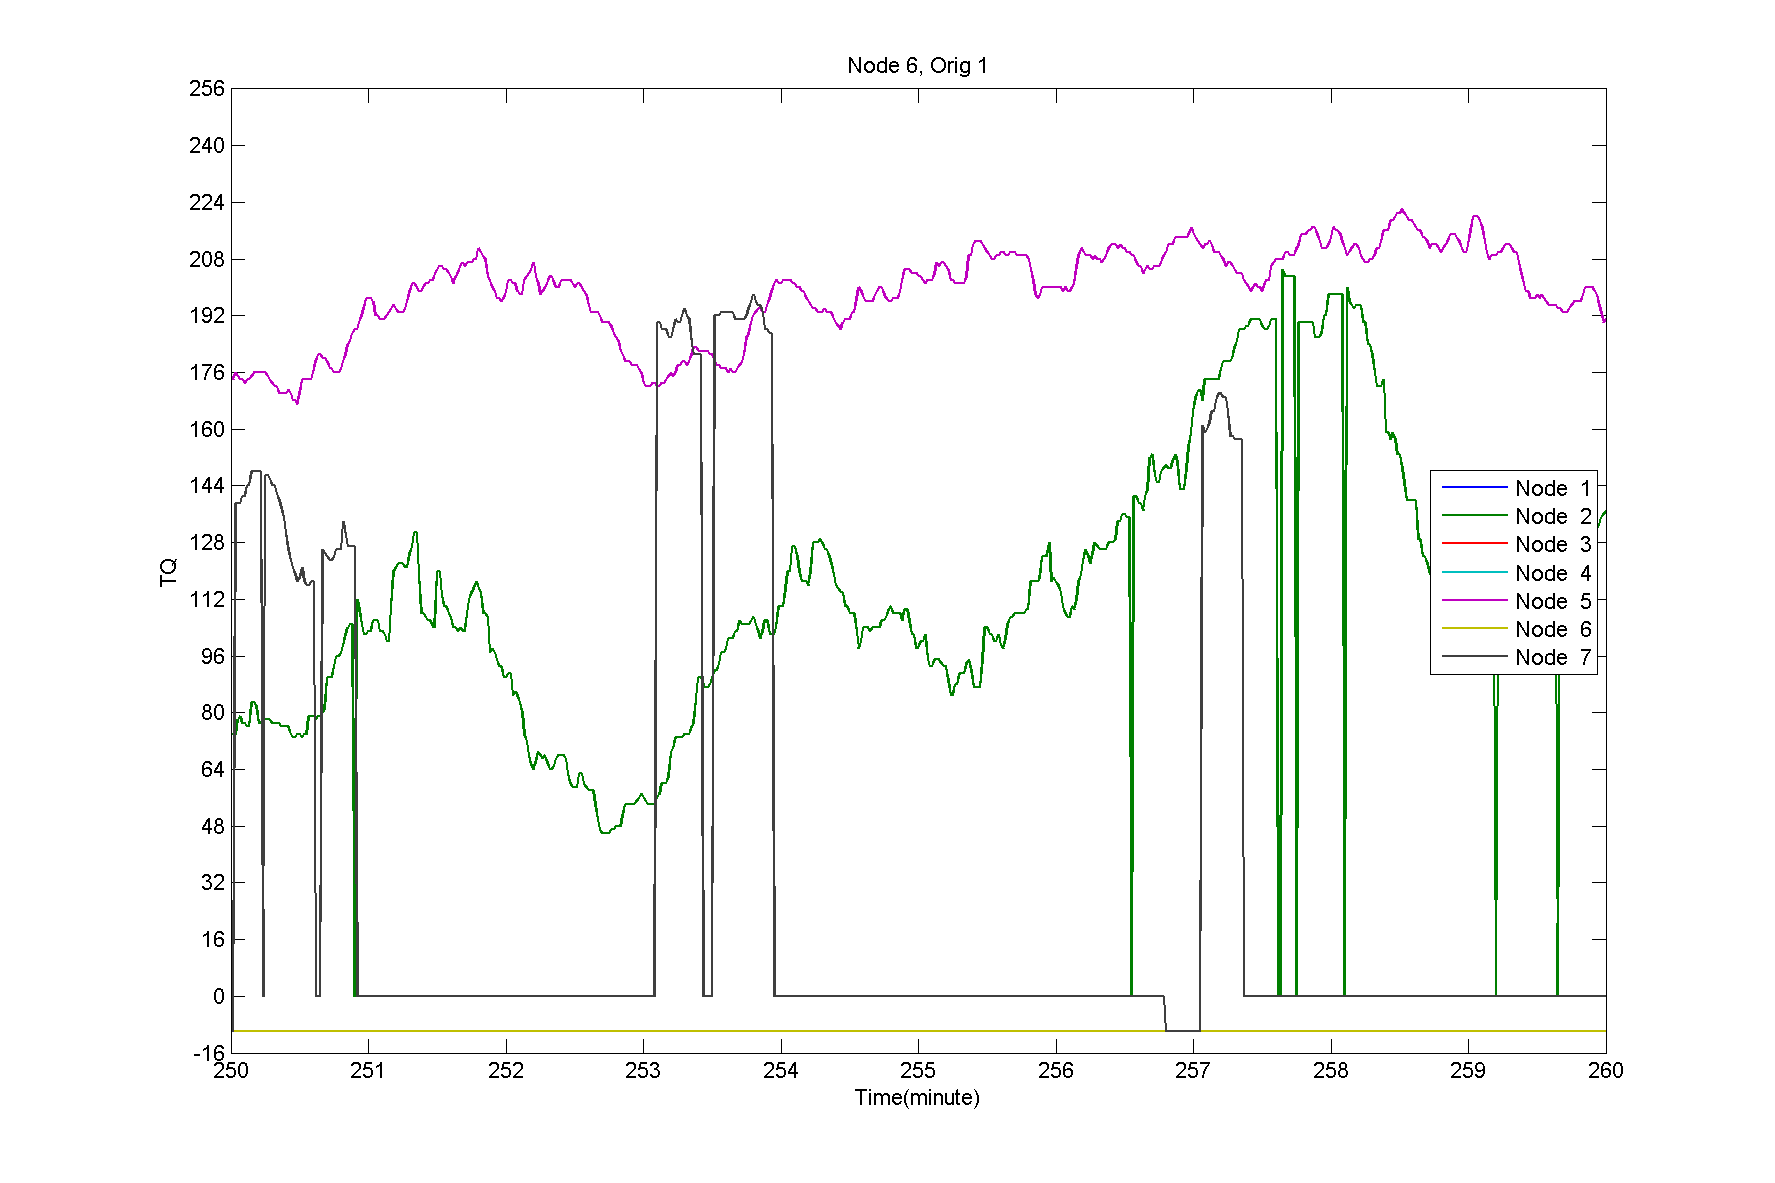 Node 6, Orig 1
256
240
224
208
192
176
160
144
128
112
96
80
64
48
32
16
0
-16
TQ
250 251 252 253 254 255 256 257 258 259 260
Time(minute)
Node 1
Node 2
Node 3
Node 4
Node 5
Node 6
Node 7